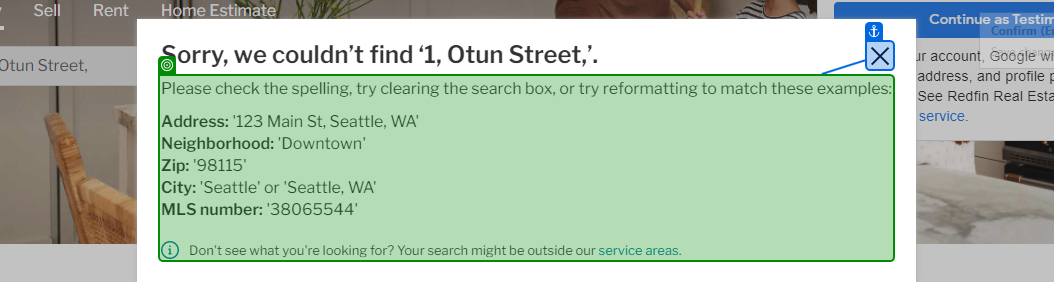 Sell Rent Home Estimate
Otun Street,
Sorry, we couldn’t find ‘1, Otun Street,’.
Please check the spelling, try clearing the search box, or try reformatting to match these examples:
Address: '123 Main St, Seattle, WA'
Neighborhood: 'Downtown'
Zip: '98115'
City: 'Seattle' or 'Seattle, WA'
MLS number: '38065544'
Don't see what you're looking for? Your search might be outside our service areas.
Continue as Testim
Confirm (E
ur account, Google wi
address, and profile p
See Redfin Real Esta
service.